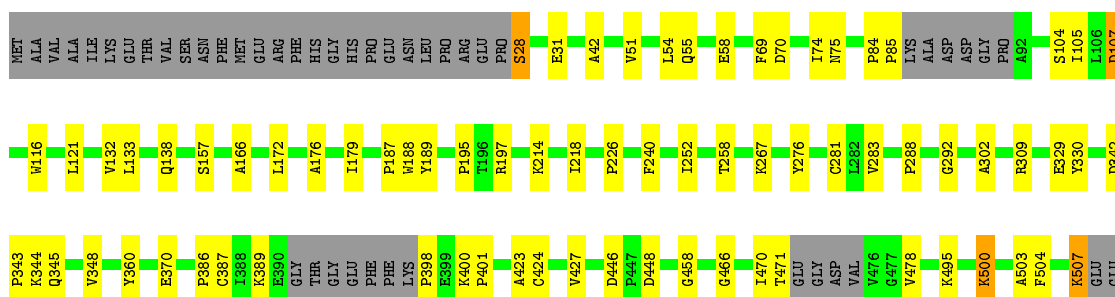 MET ALA VAL ALA ALA ILE LYS GLU THR VAL SER ASN PHE MET GLU ARG PHE HIS GLY HIS PRO GLU ASN LEU PRO ARG GLU PRO S28 E31 A42 V51 L54 Q55 E58 F69 D70 I74 N75 P84 P85 LYS ALA ASP ASP GLY PRO A92 S104 I105 L106 D107
W116 L121 V132 L133 Q138 S157 A166 L172 A176 I179 P187 W188 Y189 P195 T196 R197 K214 I218 P226 F240 I252 T258 K267 Y276 C281 L282 V283 P288 G292 A302 R309 E329 Y330
P343 K344 Q345 V348 Y360 E370 P386 C387 I388 K389 E390 GLY THR GLY GLU PHE PHE LYS P398 E399 K400 P401 A423 C424 V427 D446 P447 D448 G458 G466 I470 T471 GLU GLY ASP VAL V476 G477 V478 K495 K500 A503 F504 K507 GLU